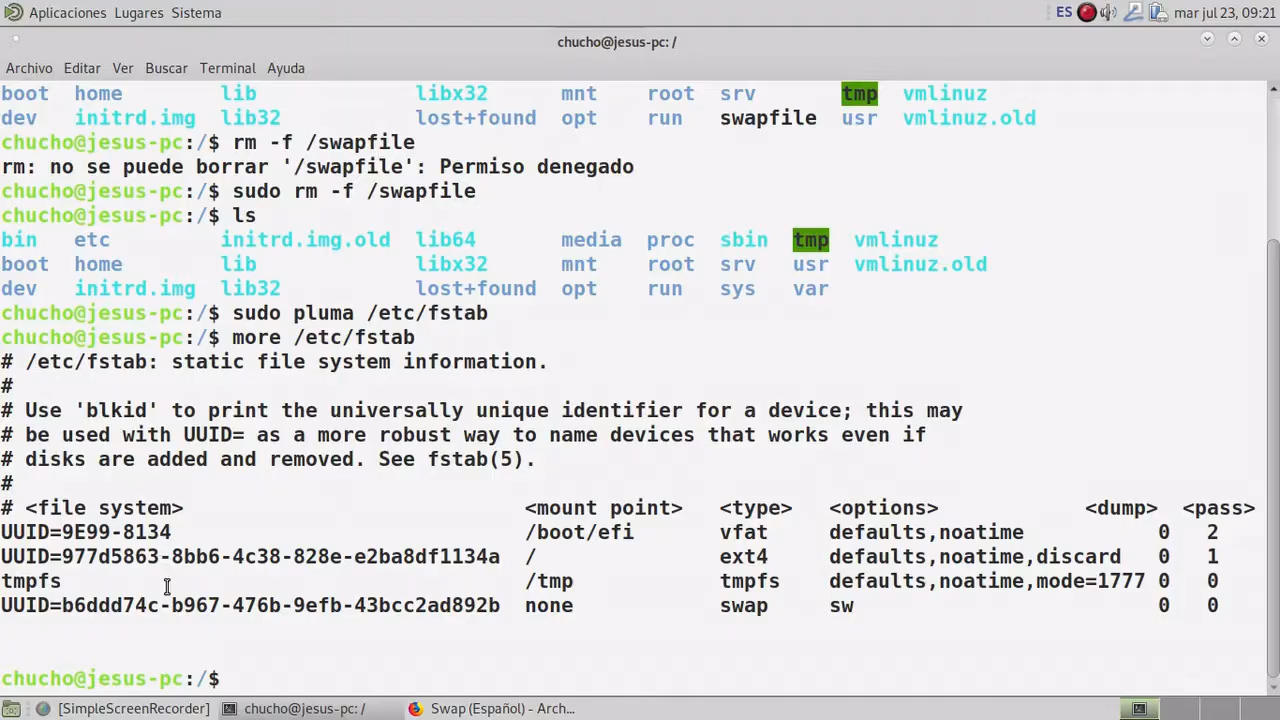 Aplicaciones Lugares Sistema ES mar jul 23, 09:21
chucho@jesus-pc: /
Archivo Editar Ver Buscar Terminal Ayuda
boot home lib libx32 mnt root srv tmp vmlinuz
dev initrd.img lib32 lost+found opt run swapfile usr vmlinuz.old
chucho@jesus-pc:/$ rm -f /swapfile
rm: no se puede borrar '/swapfile': Permiso denegado
chucho@jesus-pc:/$ sudo rm -f /swapfile
chucho@jesus-pc:/$ ls
bin etc initrd.img.old lib64 media proc sbin tmp vmlinuz
boot home lib libx32 mnt root srv usr vmlinuz.old
dev initrd.img lib32 lost+found opt run sys var
chucho@jesus-pc:/$ sudo pluma /etc/fstab
chucho@jesus-pc:/$ more /etc/fstab
# /etc/fstab: static file system information.
#
# Use 'blkid' to print the universally unique identifier for a device; this may
# be used with UUID= as a more robust way to name devices that works even if
# disks are added and removed. See fstab(5).
#
# <file system> <mount point> <type> <options> <dump> <pass>
UUID=9E99-8134 /boot/efi vfat defaults,noatime 0 2
UUID=977d5863-8bb6-4c38-828e-e2ba8df1134a / ext4 defaults,noatime,discard 0 1
tmpfs /tmp tmpfs defaults,noatime,mode=1777 0 0
UUID=b6ddd74c-b967-476b-9efb-43bcc2ad892b none swap sw 0 0
chucho@jesus-pc:/$
[SimpleScreenRecorder] chucho@jesus-pc: / Swap (Español) - Arch...